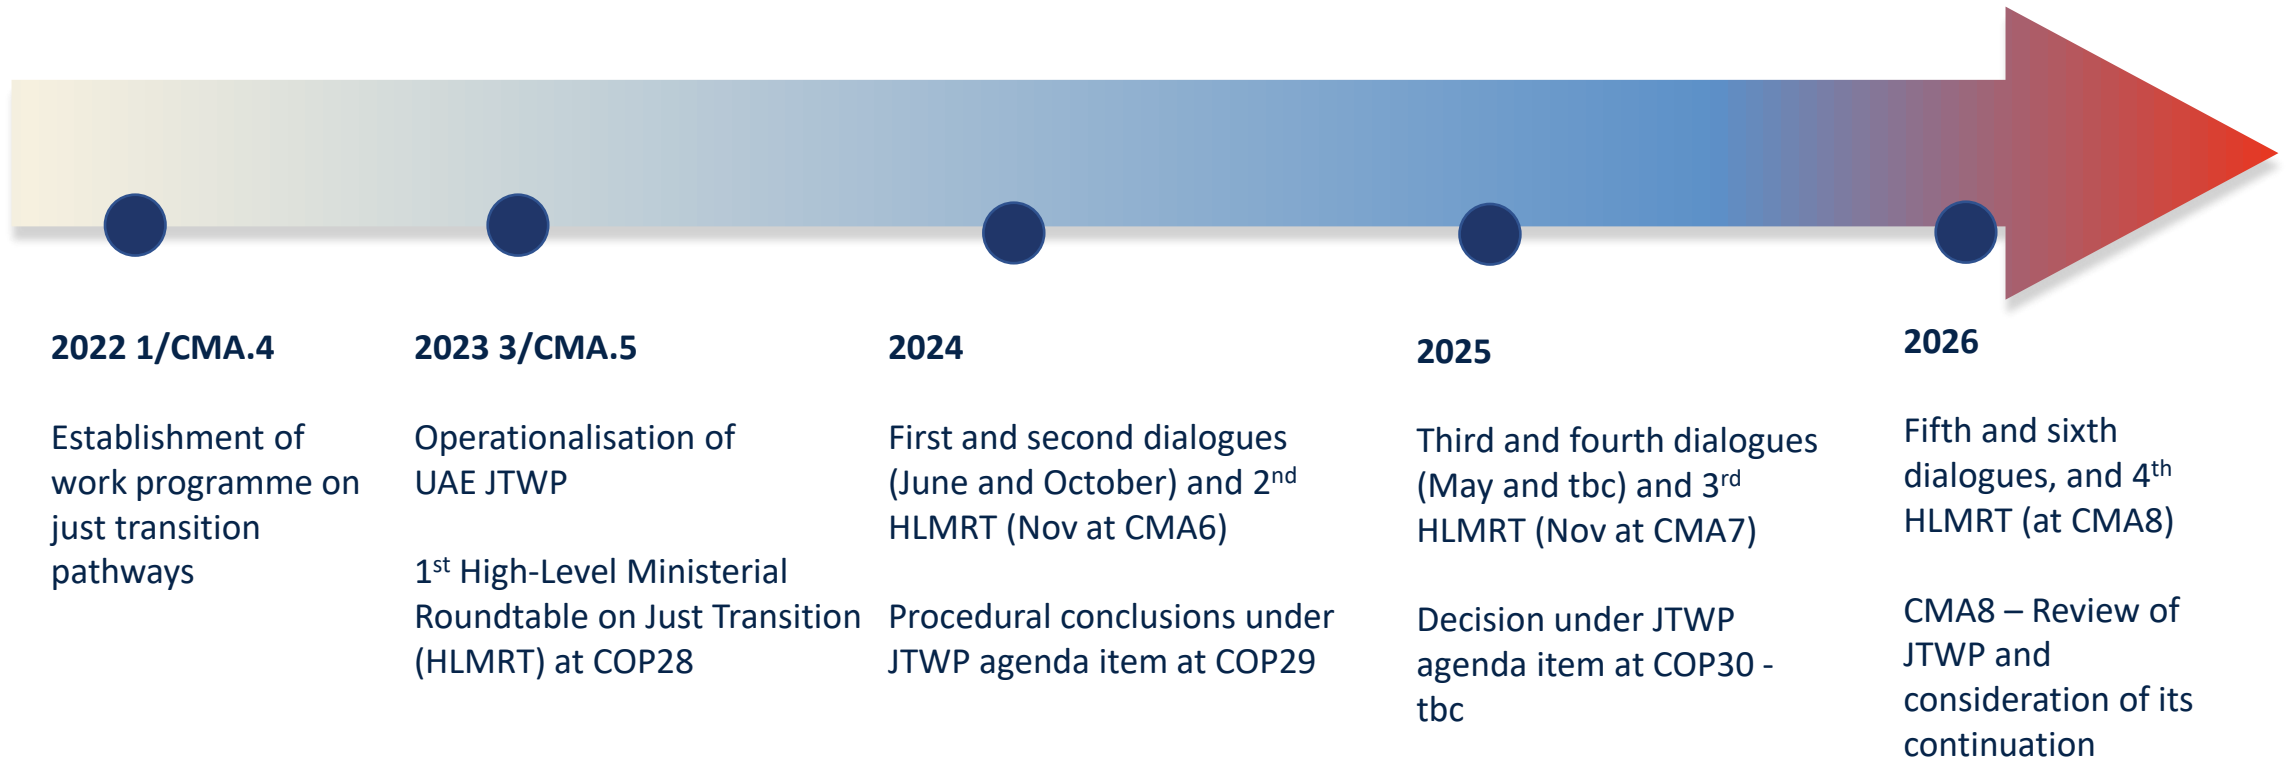 2022 1/CMA.4
Establishment of
work programme on
just transition
pathways
2023 3/CMA.5
Operationalisation of
UAE JTWP
1st High-Level Ministerial
Roundtable on Just Transition
(HLMRT) at COP28
2024
First and second dialogues
(June and October) and 2nd
HLMRT (Nov at CMA6)
Procedural conclusions under
JTWP agenda item at COP29
2025
Third and fourth dialogues
(May and tbc) and 3rd
HLMRT (Nov at CMA7)
Decision under JTWP
agenda item at COP30 -
tbc
2026
Fifth and sixth
dialogues, and 4th
HLMRT (at CMA8)
CMA8 – Review of
JTWP and
consideration of its
continuation